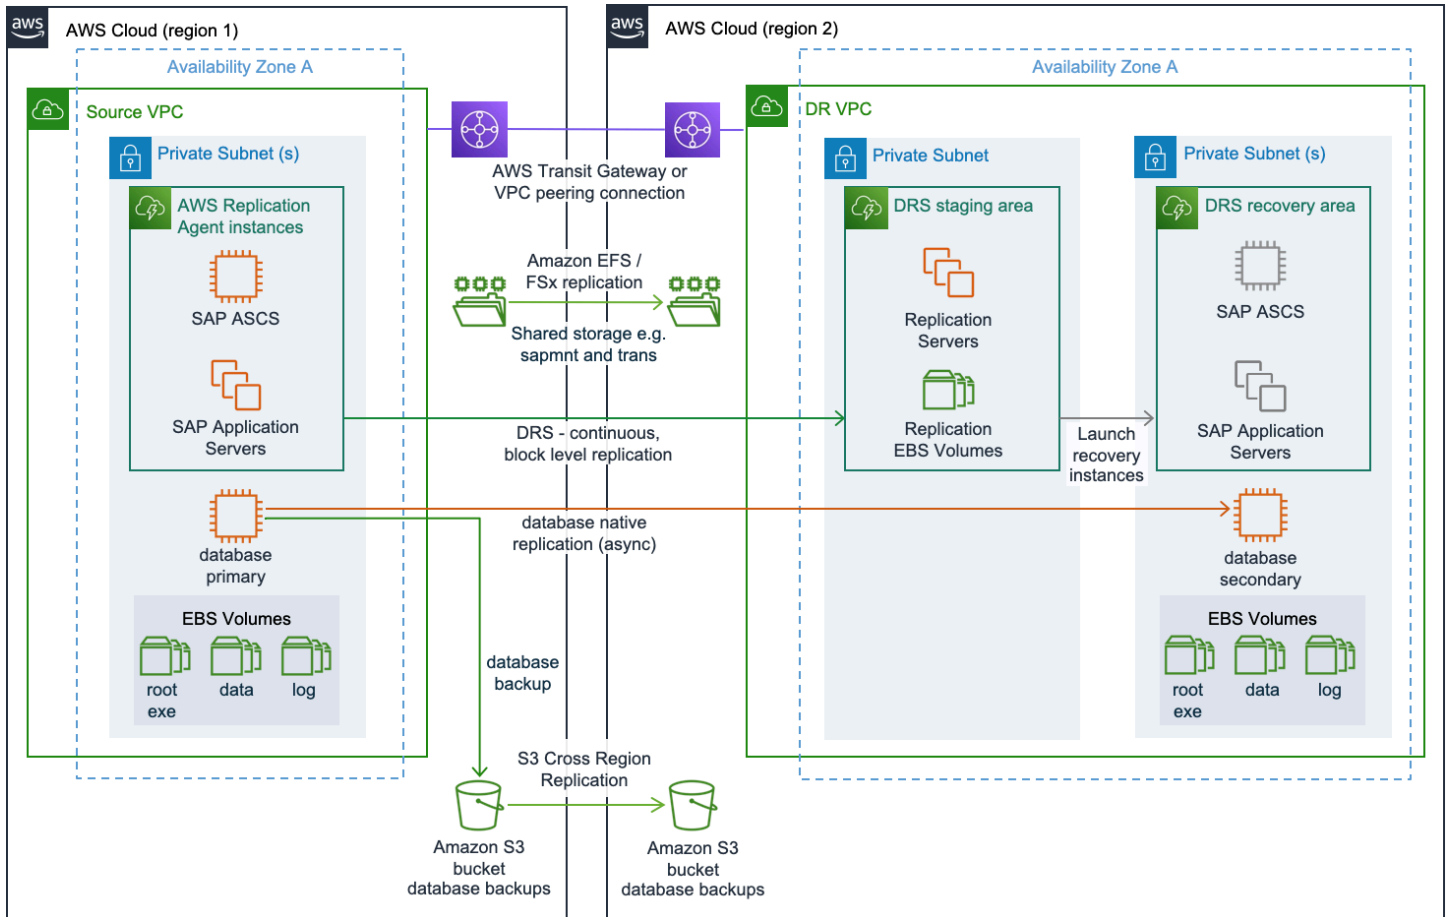 aws
AWS Cloud (region 1)
Availability Zone A
Source VPC
Private Subnet (s)
AWS Replication
Agent instances
SAP ASCS
SAP Application
Servers
database
primary
EBS Volumes
root
exe
data
log
AWS Transit Gateway or
VPC peering connection
Amazon EFS /
FSx replication
Shared storage e.g.
sapmnt and trans
DRS - continuous,
block level replication
database native
replication (async)
database
backup
S3 Cross Region
Replication
Amazon S3
bucket
database backups
Amazon S3
bucket
database backups
aws
AWS Cloud (region 2)
Availability Zone A
DR VPC
Private Subnet
DRS staging area
Replication
Servers
Replication
EBS Volumes
Launch
recovery
instances
Private Subnet (s)
DRS recovery area
SAP ASCS
SAP Application
Servers
database
secondary
EBS Volumes
root
exe
data
log